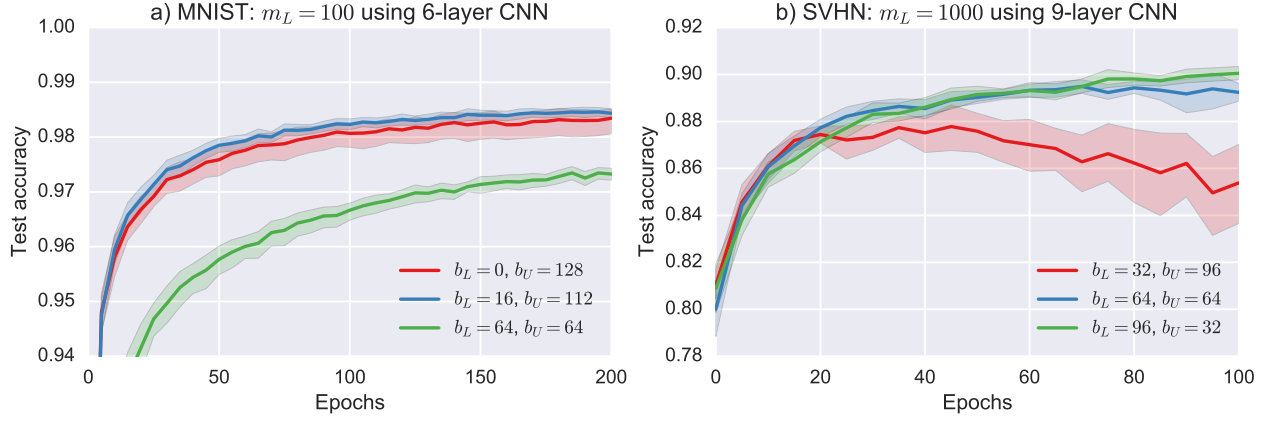 a) MNIST: m_L = 100 using 6-layer CNN
1.00
0.99
0.98
0.97
0.96
0.95
0.94
Test accuracy
b_L = 0, b_U = 128
b_L = 16, b_U = 112
b_L = 64, b_U = 64
0 50 100 150 200
Epochs
b) SVHN: m_L = 1000 using 9-layer CNN
0.92
0.90
0.88
0.86
0.84
0.82
0.80
0.78
Test accuracy
b_L = 32, b_U = 96
b_L = 64, b_U = 64
b_L = 96, b_U = 32
0 20 40 60 80 100
Epochs